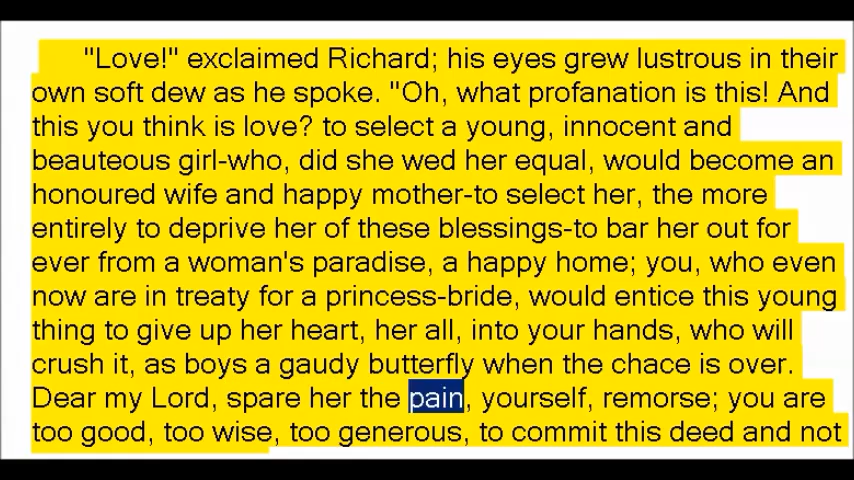 "Love!" exclaimed Richard; his eyes grew lustrous in their
own soft dew as he spoke. "Oh, what profanation is this! And
this you think is love? to select a young, innocent and
beauteous girl-who, did she wed her equal, would become an
honoured wife and happy mother-to select her, the more
entirely to deprive her of these blessings-to bar her out for
ever from a woman's paradise, a happy home; you, who even
now are in treaty for a princess-bride, would entice this young
thing to give up her heart, her all, into your hands, who will
crush it, as boys a gaudy butterfly when the chace is over.
Dear my Lord, spare her the pain, yourself, remorse; you are
too good, too wise, too generous, to commit this deed and not